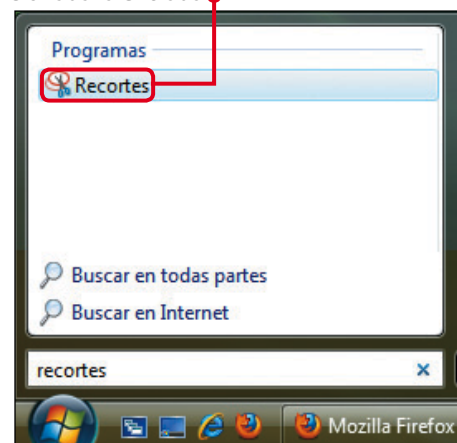 Programas
Recortes
Buscar en todas partes
Buscar en Internet
recortes
Mozilla Firefox